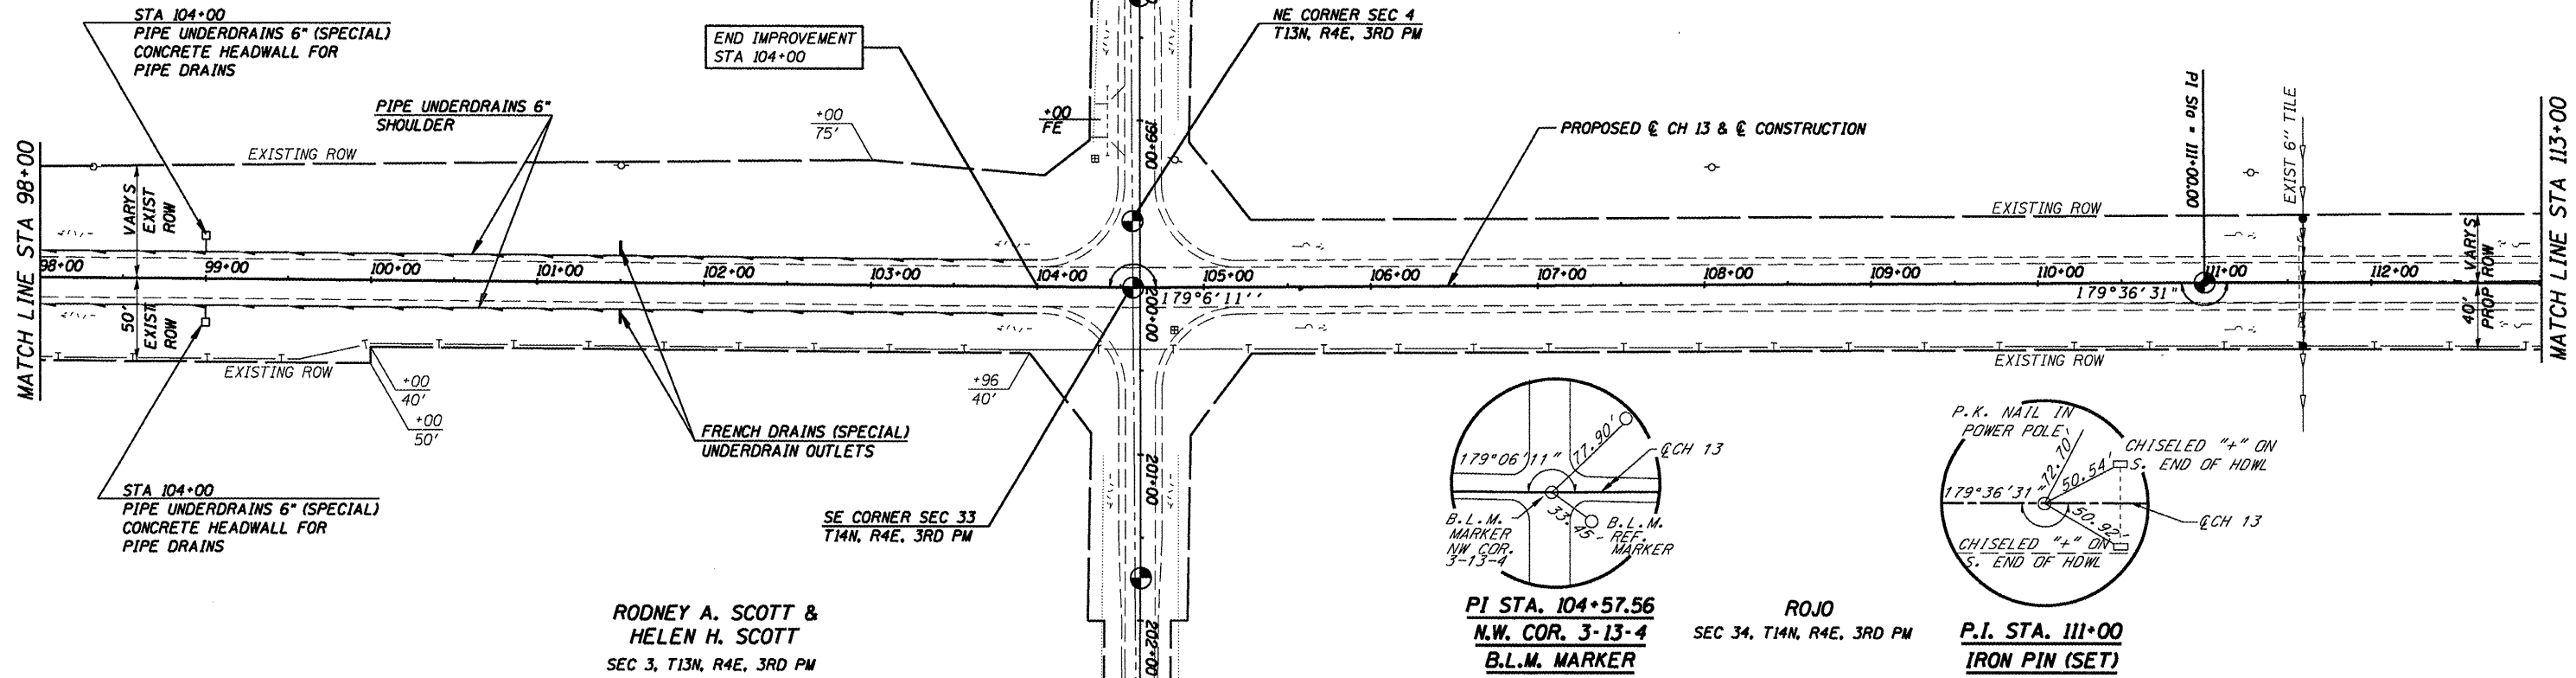 STA 104+00
PIPE UNDERDRAINS 6" (SPECIAL)
CONCRETE HEADWALL FOR
PIPE DRAINS
END IMPROVEMENT
STA 104+00
NE CORNER SEC 4
T13N, R4E, 3RD PM
PIPE UNDERDRAINS 6"
SHOULDER
+00
75'
+00
FE
PROPOSED ℄ CH 13 & ℄ CONSTRUCTION
PI Sta = 111+00.00
EXIST 6" TILE
MATCH LINE STA 98+00
MATCH LINE STA 113+00
EXISTING ROW
EXISTING ROW
VARYS
EXIST
ROW
50'
EXIST
ROW
VARYS
40'
PROP ROW
98+00
99+00
100+00
101+00
102+00
103+00
104+00
105+00
106+00
107+00
108+00
109+00
110+00
111+00
112+00
199+00
200+00
201+00
202+00
179°6'11''
179°36'31"
EXISTING ROW
EXISTING ROW
+00
40'
+00
50'
+96
40'
FRENCH DRAINS (SPECIAL)
UNDERDRAIN OUTLETS
STA 104+00
PIPE UNDERDRAINS 6" (SPECIAL)
CONCRETE HEADWALL FOR
PIPE DRAINS
SE CORNER SEC 33
T14N, R4E, 3RD PM
RODNEY A. SCOTT &
HELEN H. SCOTT
SEC 3, T13N, R4E, 3RD PM
179°06'11"
77.90'
℄ CH 13
33.45
B.L.M.
MARKER
NW COR.
3-13-4
B.L.M.
REF.
MARKER
PI STA. 104+57.56
N.W. COR. 3-13-4
B.L.M. MARKER
ROJO
SEC 34, T14N, R4E, 3RD PM
P.K. NAIL IN
POWER POLE
72.70'
50.54'
CHISELED "+" ON
S. END OF HDWL
179°36'31"
50.92'
℄ CH 13
CHISELED "+" ON
S. END OF HDWL
P.I. STA. 111+00
IRON PIN (SET)